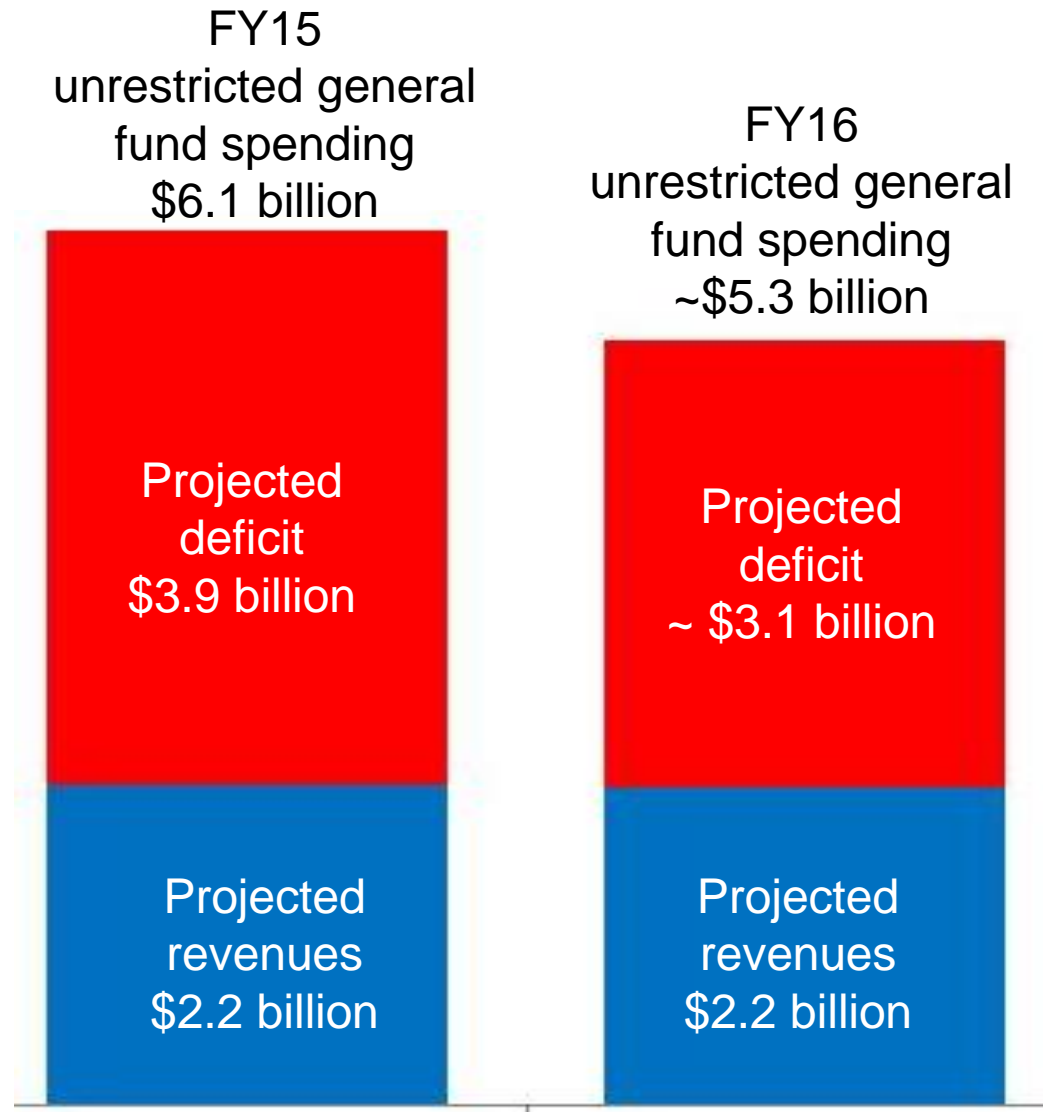 FY15
unrestricted general
fund spending
$6.1 billion
FY16
unrestricted general
fund spending
~$5.3 billion
Projected
deficit
$3.9 billion
Projected
deficit
~ $3.1 billion
Projected
revenues
$2.2 billion
Projected
revenues
$2.2 billion